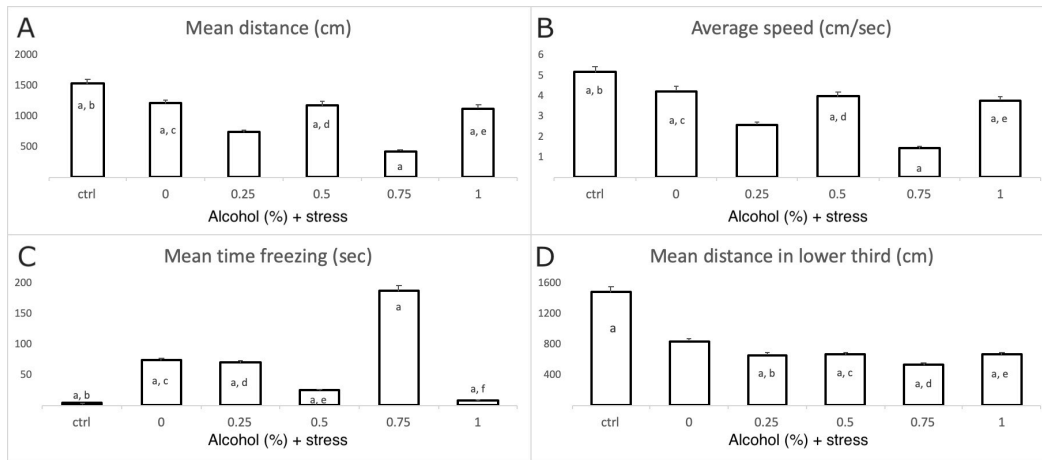 A
Mean distance (cm)
2000
1500
1000
500
a, b
a, c
a, d
a
a, e
ctrl 0 0.25 0.5 0.75 1
Alcohol (%) + stress
B
Average speed (cm/sec)
6
5
4
3
2
1
a, b
a, c
a, d
a
a, e
ctrl 0 0.25 0.5 0.75 1
Alcohol (%) + stress
C
Mean time freezing (sec)
200
150
100
50
a, b
a, c
a, d
a, e
a
a, f
ctrl 0 0.25 0.5 0.75 1
Alcohol (%) + stress
D
Mean distance in lower third (cm)
1600
1200
800
400
a
a, b
a, c
a, d
a, e
ctrl 0 0.25 0.5 0.75 1
Alcohol (%) + stress